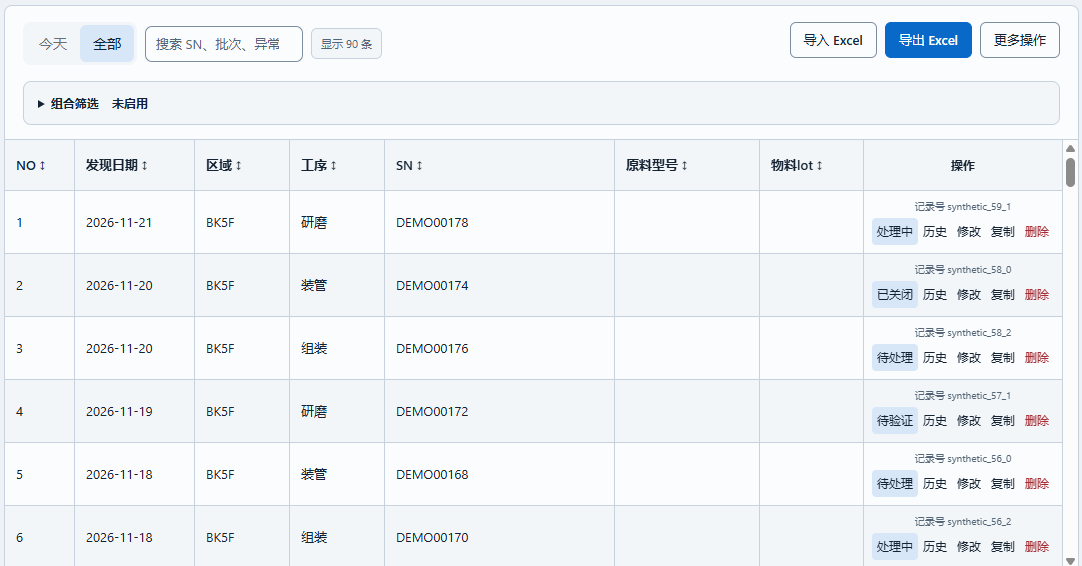 今天 全部 搜索 SN、批次、异常 显示 90 条 导入 Excel 导出 Excel 更多操作
▶ 组合筛选 未启用
NO ↕ 发现日期 ↕ 区域 ↕ 工序 ↕ SN ↕ 原料型号 ↕ 物料lot ↕ 操作
记录号 synthetic_59_1
1 2026-11-21 BK5F 研磨 DEMO00178 处理中 历史 修改 复制 删除
记录号 synthetic_58_0
2 2026-11-20 BK5F 装管 DEMO00174 已关闭 历史 修改 复制 删除
记录号 synthetic_58_2
3 2026-11-20 BK5F 组装 DEMO00176 待处理 历史 修改 复制 删除
记录号 synthetic_57_1
4 2026-11-19 BK5F 研磨 DEMO00172 待验证 历史 修改 复制 删除
记录号 synthetic_56_0
5 2026-11-18 BK5F 装管 DEMO00168 待处理 历史 修改 复制 删除
记录号 synthetic_56_2
6 2026-11-18 BK5F 组装 DEMO00170 处理中 历史 修改 复制 删除